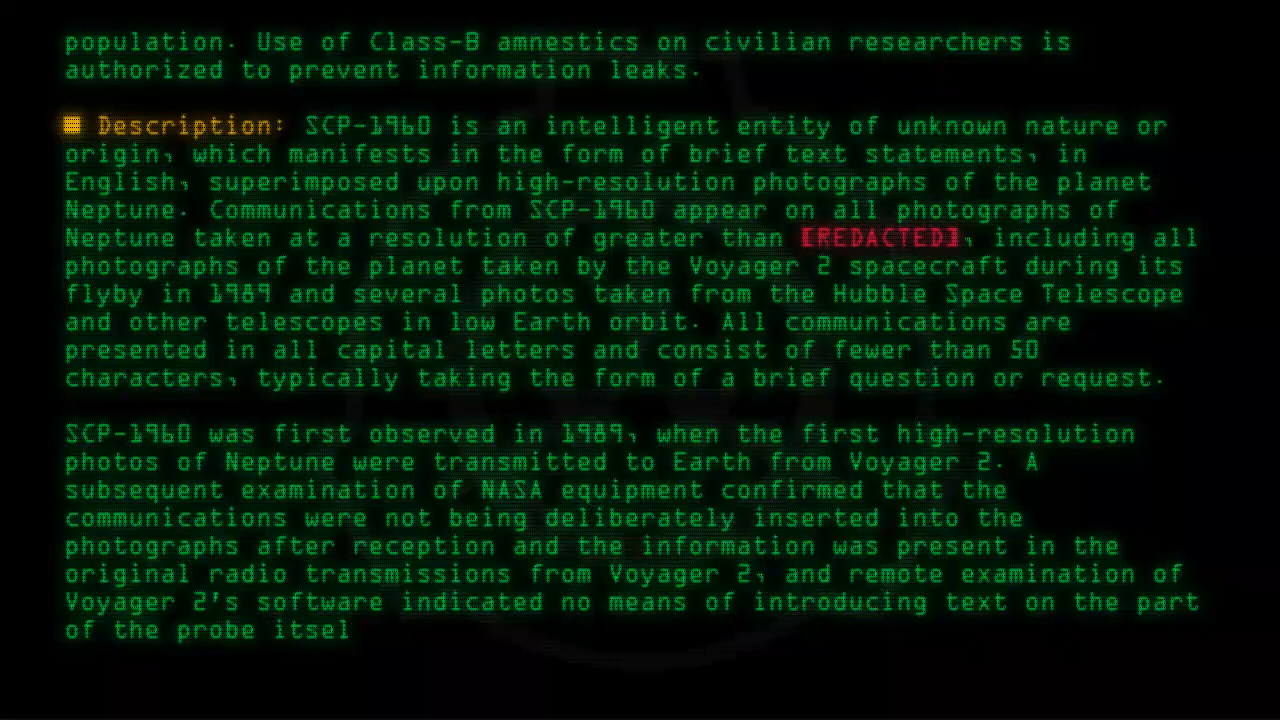 population. Use of Class-B amnestics on civilian researchers is
authorized to prevent information leaks.
■ Description: SCP-1960 is an intelligent entity of unknown nature or
origin, which manifests in the form of brief text statements, in
English, superimposed upon high-resolution photographs of the planet
Neptune. Communications from SCP-1960 appear on all photographs of
Neptune taken at a resolution of greater than [REDACTED], including all
photographs of the planet taken by the Voyager 2 spacecraft during its
flyby in 1989 and several photos taken from the Hubble Space Telescope
and other telescopes in low Earth orbit. All communications are
presented in all capital letters and consist of fewer than 50
characters, typically taking the form of a brief question or request.
SCP-1960 was first observed in 1989, when the first high-resolution
photos of Neptune were transmitted to Earth from Voyager 2. A
subsequent examination of NASA equipment confirmed that the
communications were not being deliberately inserted into the
photographs after reception and the information was present in the
original radio transmissions from Voyager 2, and remote examination of
Voyager 2's software indicated no means of introducing text on the part
of the probe itsel